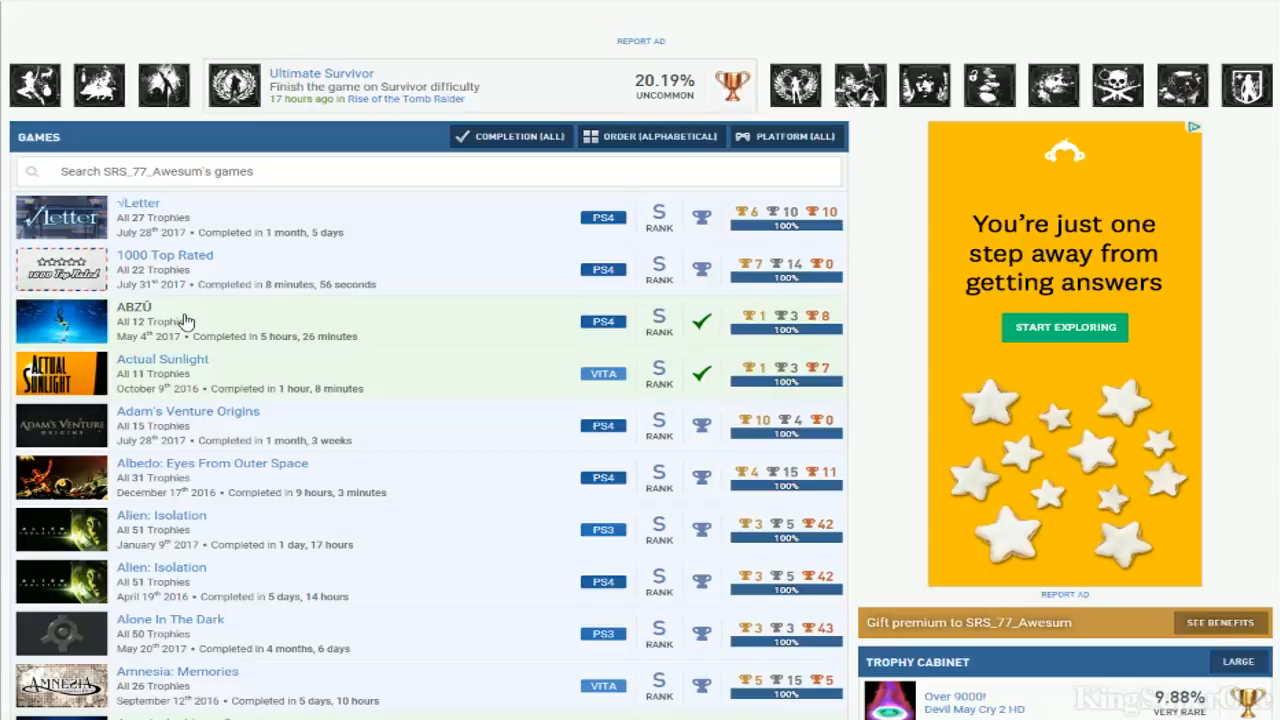 REPORT AD
Ultimate Survivor
Finish the game on Survivor difficulty
17 hours ago in Rise of the Tomb Raider
20.19%
UNCOMMON
GAMES
COMPLETION (ALL)
ORDER (ALPHABETICAL)
PLATFORM (ALL)
Search SRS_77_Awesum's games
√Letter
√Letter
All 27 Trophies
July 28th 2017 • Completed in 1 month, 5 days
PS4
S
RANK
6 10 10
100%
1000 Top Rated
1000 Top Rated
All 22 Trophies
July 31st 2017 • Completed in 8 minutes, 56 seconds
PS4
S
RANK
7 14 0
100%
ABZÛ
All 12 Trophies
May 4th 2017 • Completed in 5 hours, 26 minutes
PS4
S
RANK
1 3 8
100%
ACTUAL
SUNLIGHT
Actual Sunlight
All 11 Trophies
October 9th 2016 • Completed in 1 hour, 8 minutes
VITA
S
RANK
1 3 7
100%
ADAM'S VENTURE
ORIGINS
Adam's Venture Origins
All 15 Trophies
July 28th 2017 • Completed in 1 month, 3 weeks
PS4
S
RANK
10 4 0
100%
Albedo: Eyes From Outer Space
All 31 Trophies
December 17th 2016 • Completed in 9 hours, 3 minutes
PS4
S
RANK
4 15 11
100%
Alien: Isolation
All 51 Trophies
January 9th 2017 • Completed in 1 day, 17 hours
PS3
S
RANK
3 5 42
100%
Alien: Isolation
All 51 Trophies
April 19th 2016 • Completed in 5 days, 14 hours
PS4
S
RANK
3 5 42
100%
Alone In The Dark
All 50 Trophies
May 20th 2017 • Completed in 4 months, 6 days
PS3
S
RANK
3 3 43
100%
AMNESIA
Amnesia: Memories
All 26 Trophies
September 12th 2016 • Completed in 5 days, 10 hours
VITA
S
RANK
5 15 5
100%
You're just one
step away from
getting answers
START EXPLORING
REPORT AD
Gift premium to SRS_77_Awesum
SEE BENEFITS
TROPHY CABINET
LARGE
Over 9000!
Devil May Cry 2 HD
9.88%
VERY RARE